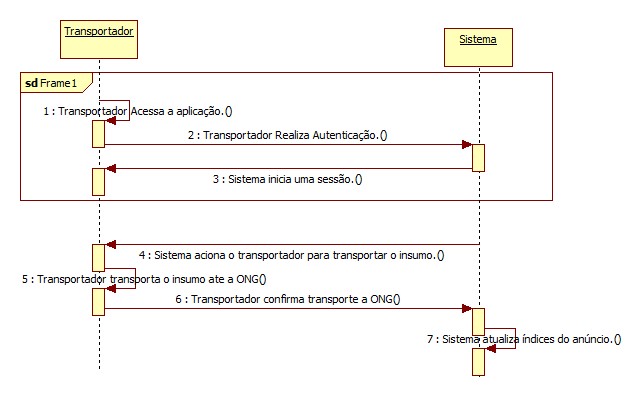 Transportador
Sistema
sd Frame1
1 : Transportador Acessa a aplicação.()
2 : Transportador Realiza Autenticação.()
3 : Sistema inicia uma sessão.()
4 : Sistema aciona o transportador para transportar o insumo.()
5 : Transportador transporta o insumo ate a ONG()
6 : Transportador confirma transporte a ONG()
7 : Sistema atualiza índices do anúncio.()